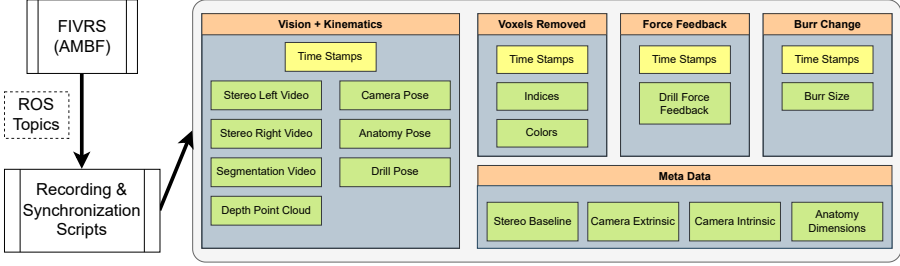 FIVRS
(AMBF)
ROS
Topics
Recording &
Synchronization
Scripts
Vision + Kinematics
Time Stamps
Stereo Left Video
Camera Pose
Stereo Right Video
Anatomy Pose
Segmentation Video
Drill Pose
Depth Point Cloud
Voxels Removed
Time Stamps
Indices
Colors
Force Feedback
Time Stamps
Drill Force
Feedback
Burr Change
Time Stamps
Burr Size
Meta Data
Stereo Baseline
Camera Extrinsic
Camera Intrinsic
Anatomy
Dimensions